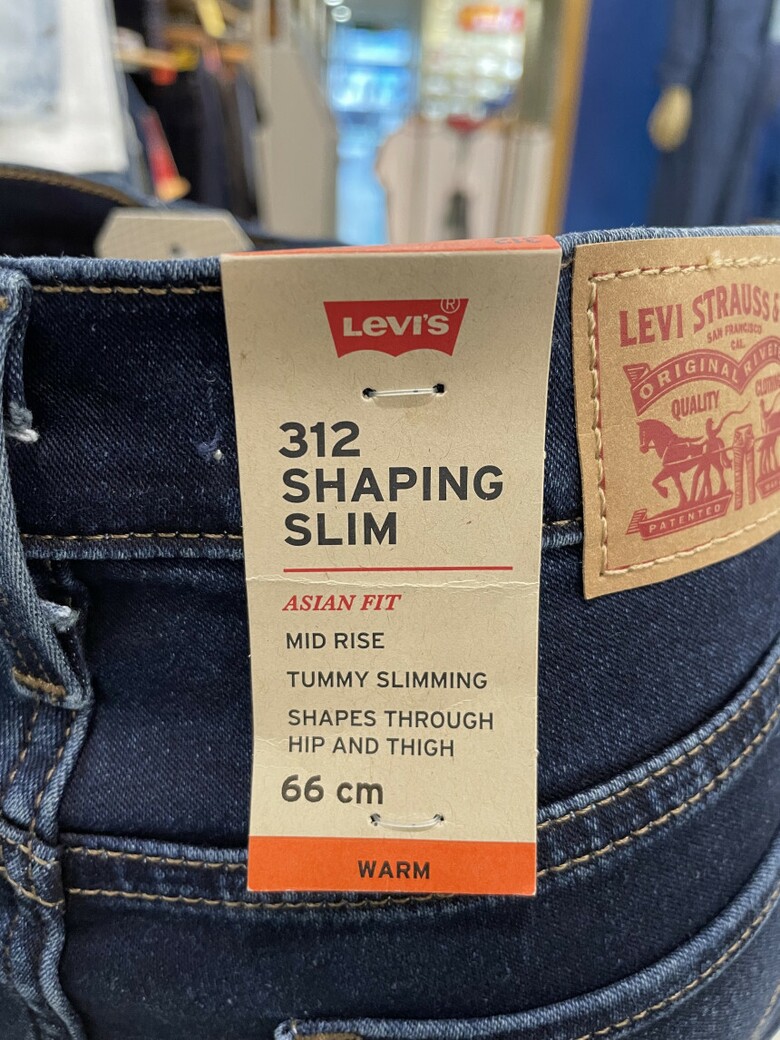 LEVI'S®
312
SHAPING
SLIM
ASIAN FIT
MID RISE
TUMMY SLIMMING
SHAPES THROUGH
HIP AND THIGH
66 cm
WARM
LEVI STRAUSS &
SAN FRANCISCO
CAL.
ORIGINAL
QUALITY
PATENTED